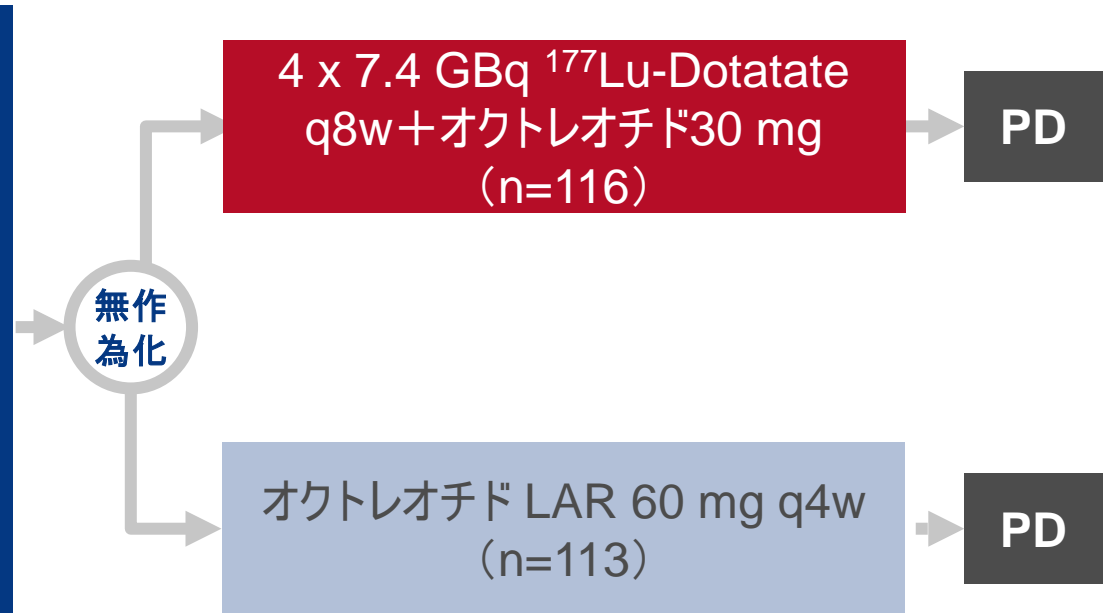 4 x 7.4 GBq ¹⁷⁷Lu-Dotatate
q8w＋オクトレオチド30 mg
（n=116）
PD
無作
為化
オクトレオチド LAR 60 mg q4w
（n=113）
PD